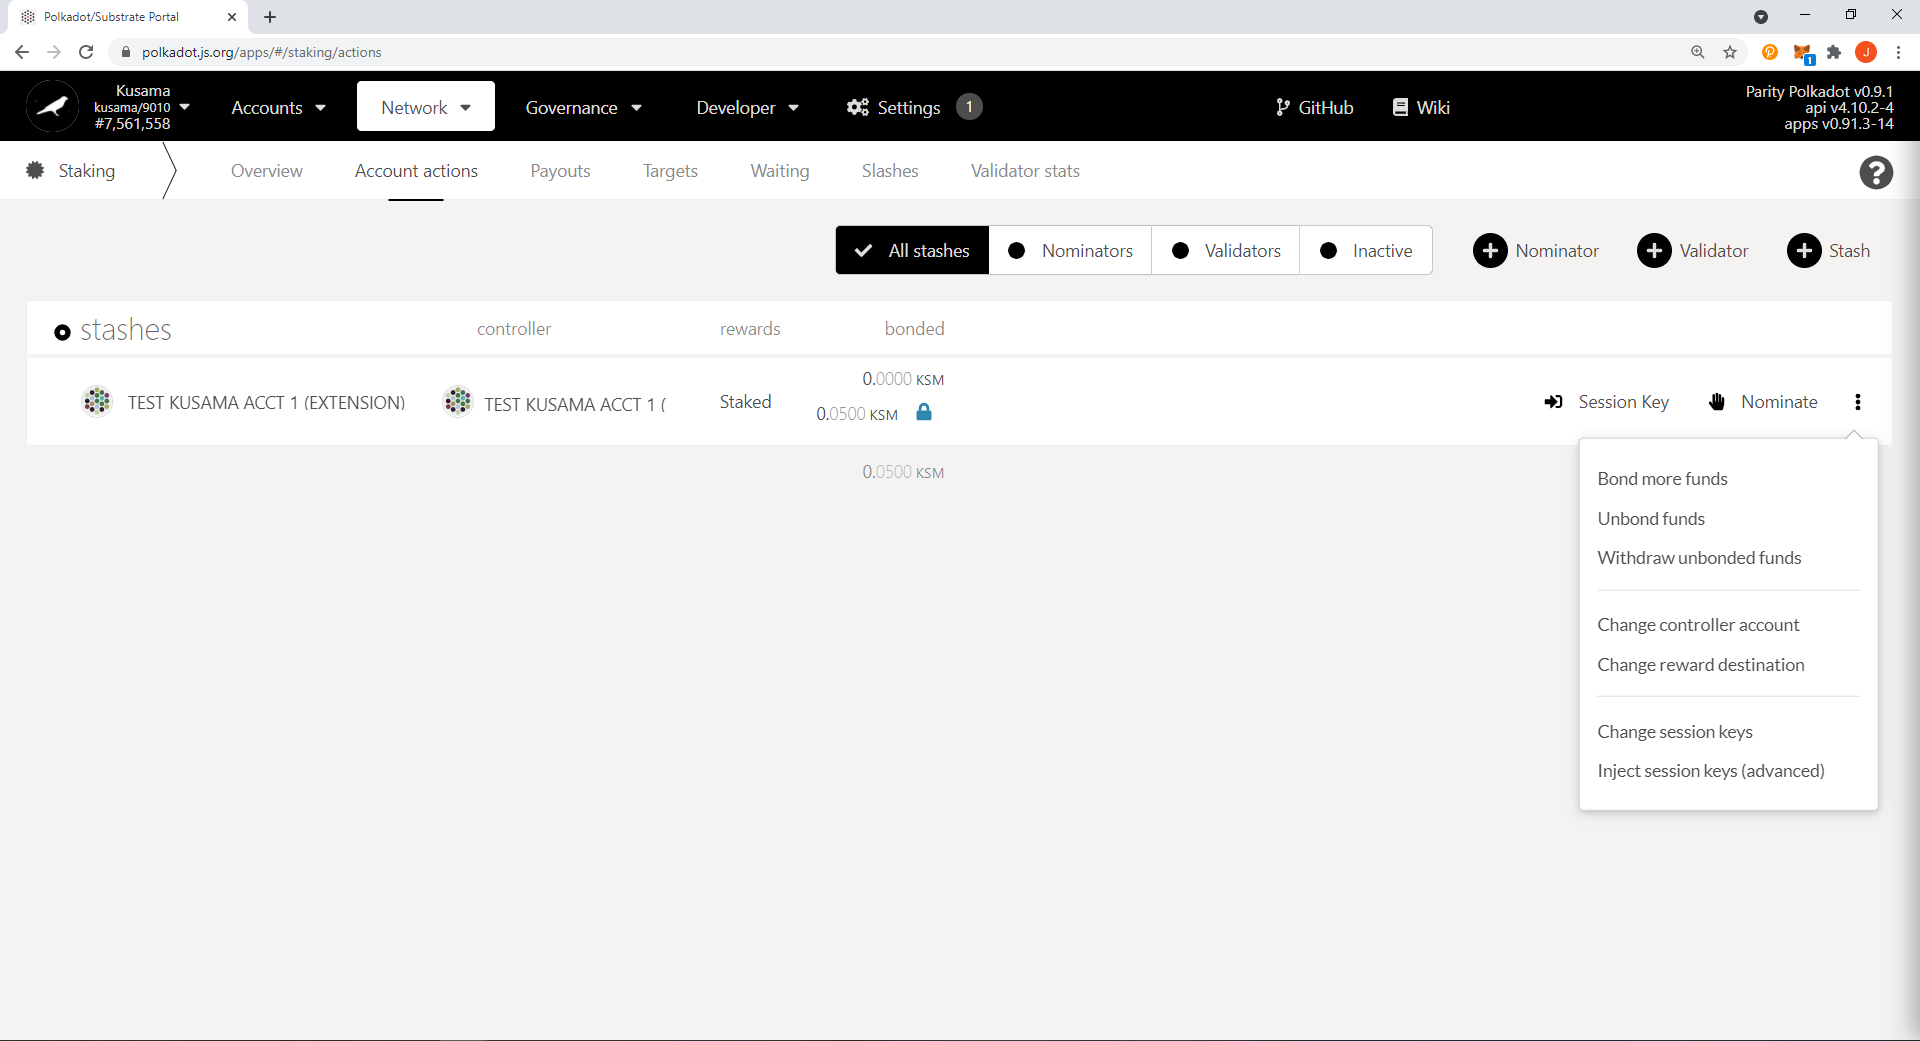 Polkadot/Substrate Portal
polkadot.js.org/apps/#/staking/actions
J
1
Kusama
kusama/9010
#7,561,558
Accounts
Network
Governance
Developer
Settings
1
GitHub
Wiki
Parity Polkadot v0.9.1
api v4.10.2-4
apps v0.91.3-14
Staking
Overview
Account actions
Payouts
Targets
Waiting
Slashes
Validator stats
?
All stashes
Nominators
Validators
Inactive
Nominator
Validator
Stash
stashes
controller
rewards
bonded
TEST KUSAMA ACCT 1 (EXTENSION)
TEST KUSAMA ACCT 1 (
Staked
0.0000 KSM
0.0500 KSM
Session Key
Nominate
0.0500 KSM
Bond more funds
Unbond funds
Withdraw unbonded funds
Change controller account
Change reward destination
Change session keys
Inject session keys (advanced)